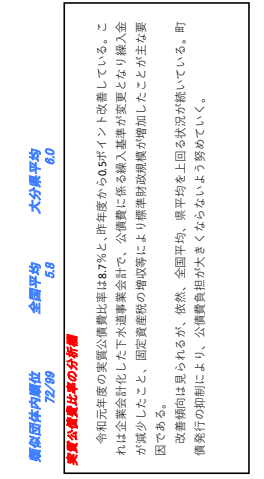 類似団体内順位 全国平均 大分県平均
72/99 5.8 6.0
実質公債費比率の分析欄
令和元年度の実質公債費比率は8.7%と、昨年度から0.5ポイント改善している。こ
れは企業会計化した下水道事業会計で、公債費に係る繰入基準が変更となり繰入金
が減少したこと、固定資産税の増収等により標準財政規模が増加したことが主な要
因である。
改善傾向は見られるが、依然、全国平均、県平均を上回る状況が続いている。町
債発行の抑制により、公債費負担が大きくならないよう努めていく。